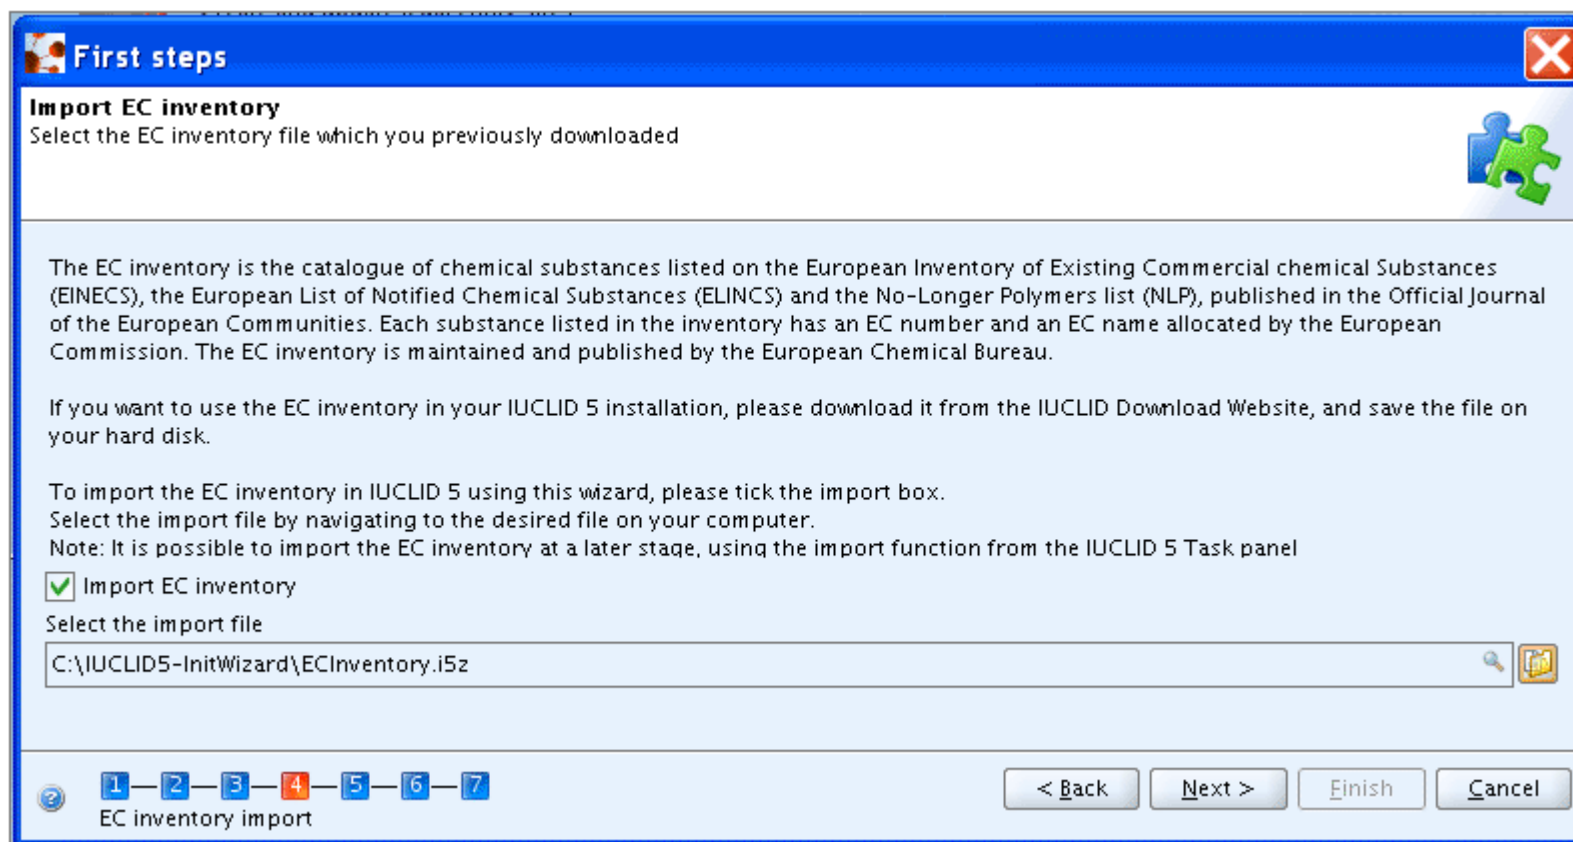 First steps
Import EC inventory
Select the EC inventory file which you previously downloaded
The EC inventory is the catalogue of chemical substances listed on the European Inventory of Existing Commercial chemical Substances
(EINECS), the European List of Notified Chemical Substances (ELINCS) and the No-Longer Polymers list (NLP), published in the Official Journal
of the European Communities. Each substance listed in the inventory has an EC number and an EC name allocated by the European
Commission. The EC inventory is maintained and published by the European Chemical Bureau.
If you want to use the EC inventory in your IUCLID 5 installation, please download it from the IUCLID Download Website, and save the file on
your hard disk.
To import the EC inventory in IUCLID 5 using this wizard, please tick the import box.
Select the import file by navigating to the desired file on your computer.
Note: It is possible to import the EC inventory at a later stage, using the import function from the IUCLID 5 Task panel
Import EC inventory
Select the import file
C:\IUCLID5-InitWizard\ECInventory.i5z
1 2 3 4 5 6 7
EC inventory import
< Back Next > Finish Cancel